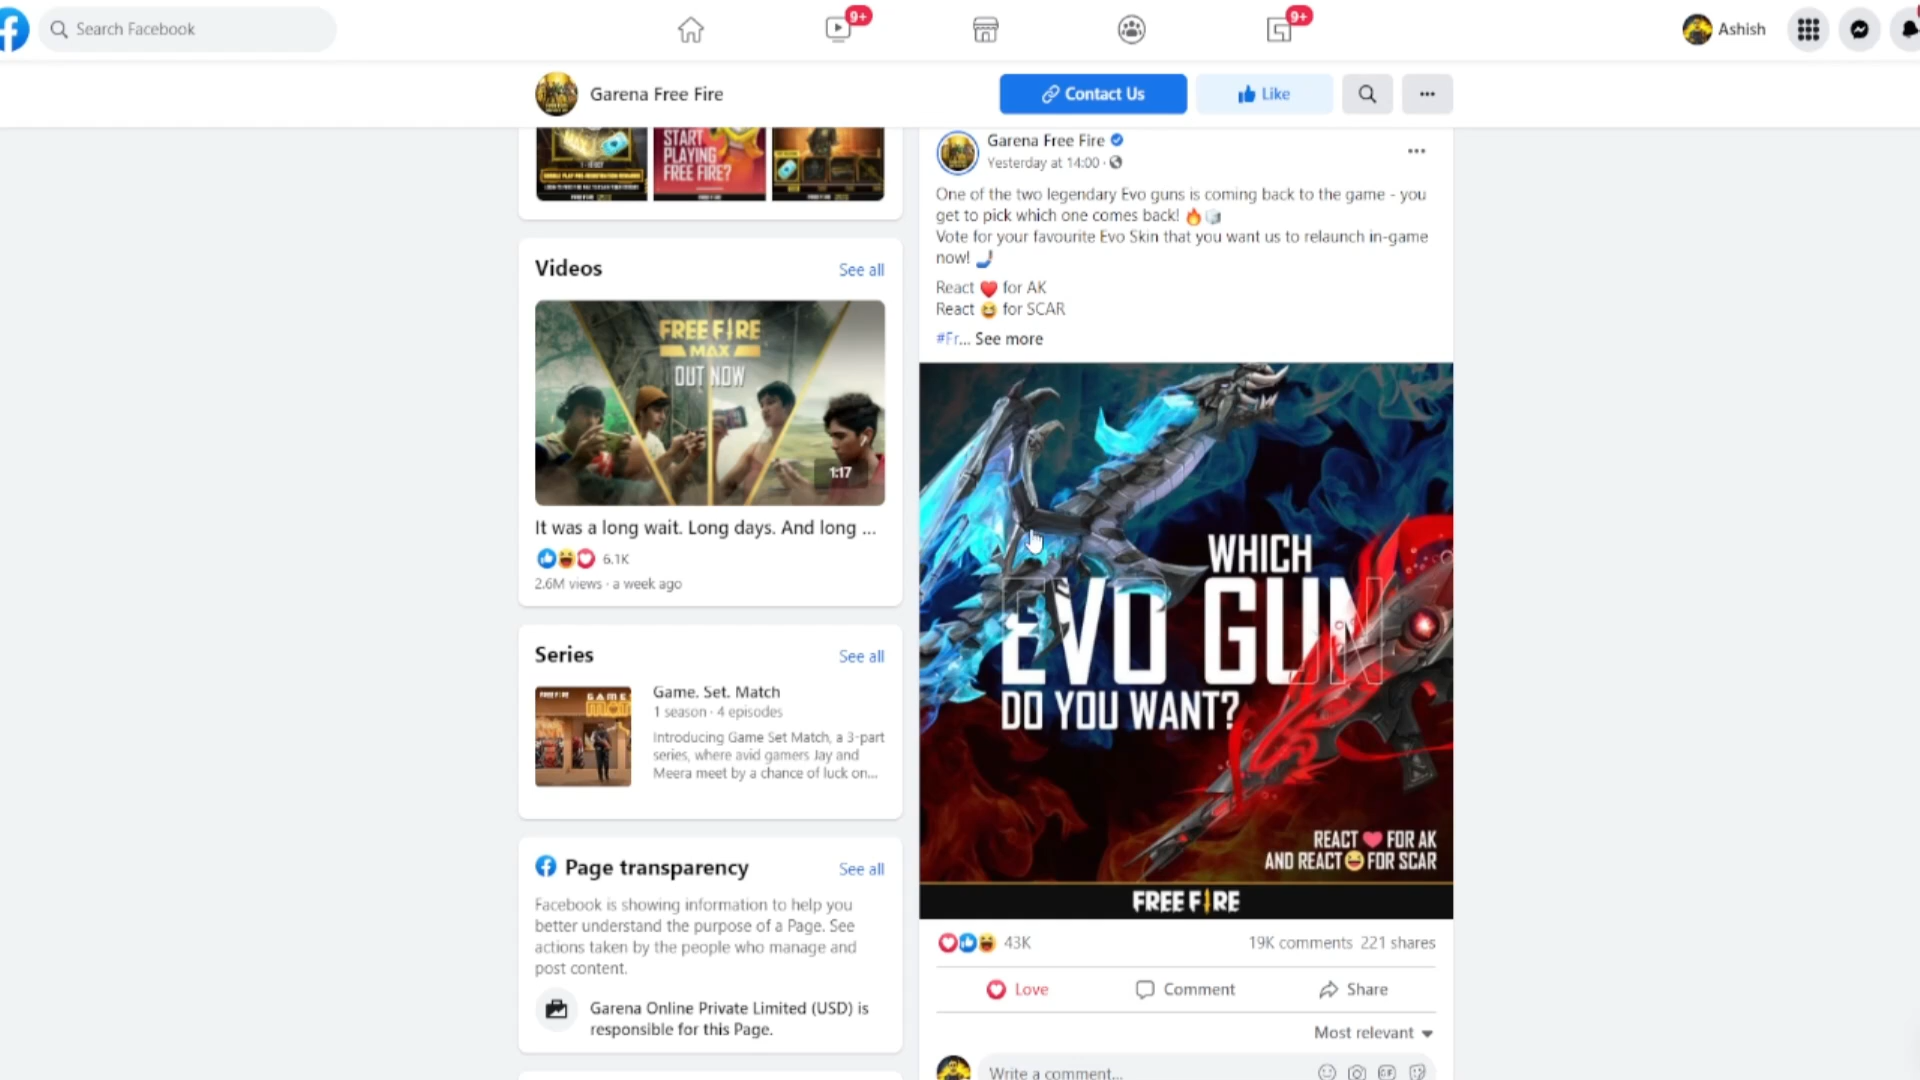 Search Facebook
9+
9+
Ashish
Garena Free Fire
Contact Us
Like
START
PLAYING
FREE FIRE?
Videos
See all
FREE FIRE
MAX
OUT NOW
1:17
It was a long wait. Long days. And long ...
6.1K
2.6M views · a week ago
Series
See all
Game. Set. Match
1 season · 4 episodes
Introducing Game Set Match, a 3-part
series, where avid gamers Jay and
Meera meet by a chance of luck on...
Page transparency
See all
Facebook is showing information to help you
better understand the purpose of a Page. See
actions taken by the people who manage and
post content.
Garena Online Private Limited (USD) is
responsible for this Page.
Garena Free Fire
Yesterday at 14:00 ·
One of the two legendary Evo guns is coming back to the game - you
get to pick which one comes back! 🔥🧊
Vote for your favourite Evo Skin that you want us to relaunch in-game
now! 🤳
React ❤️ for AK
React 😆 for SCAR
#Fr... See more
WHICH
EVO GUN
DO YOU WANT?
REACT ❤️ FOR AK
AND REACT 😆 FOR SCAR
FREE FIRE
43K
19K comments 221 shares
Love
Comment
Share
Most relevant
Write a comment...